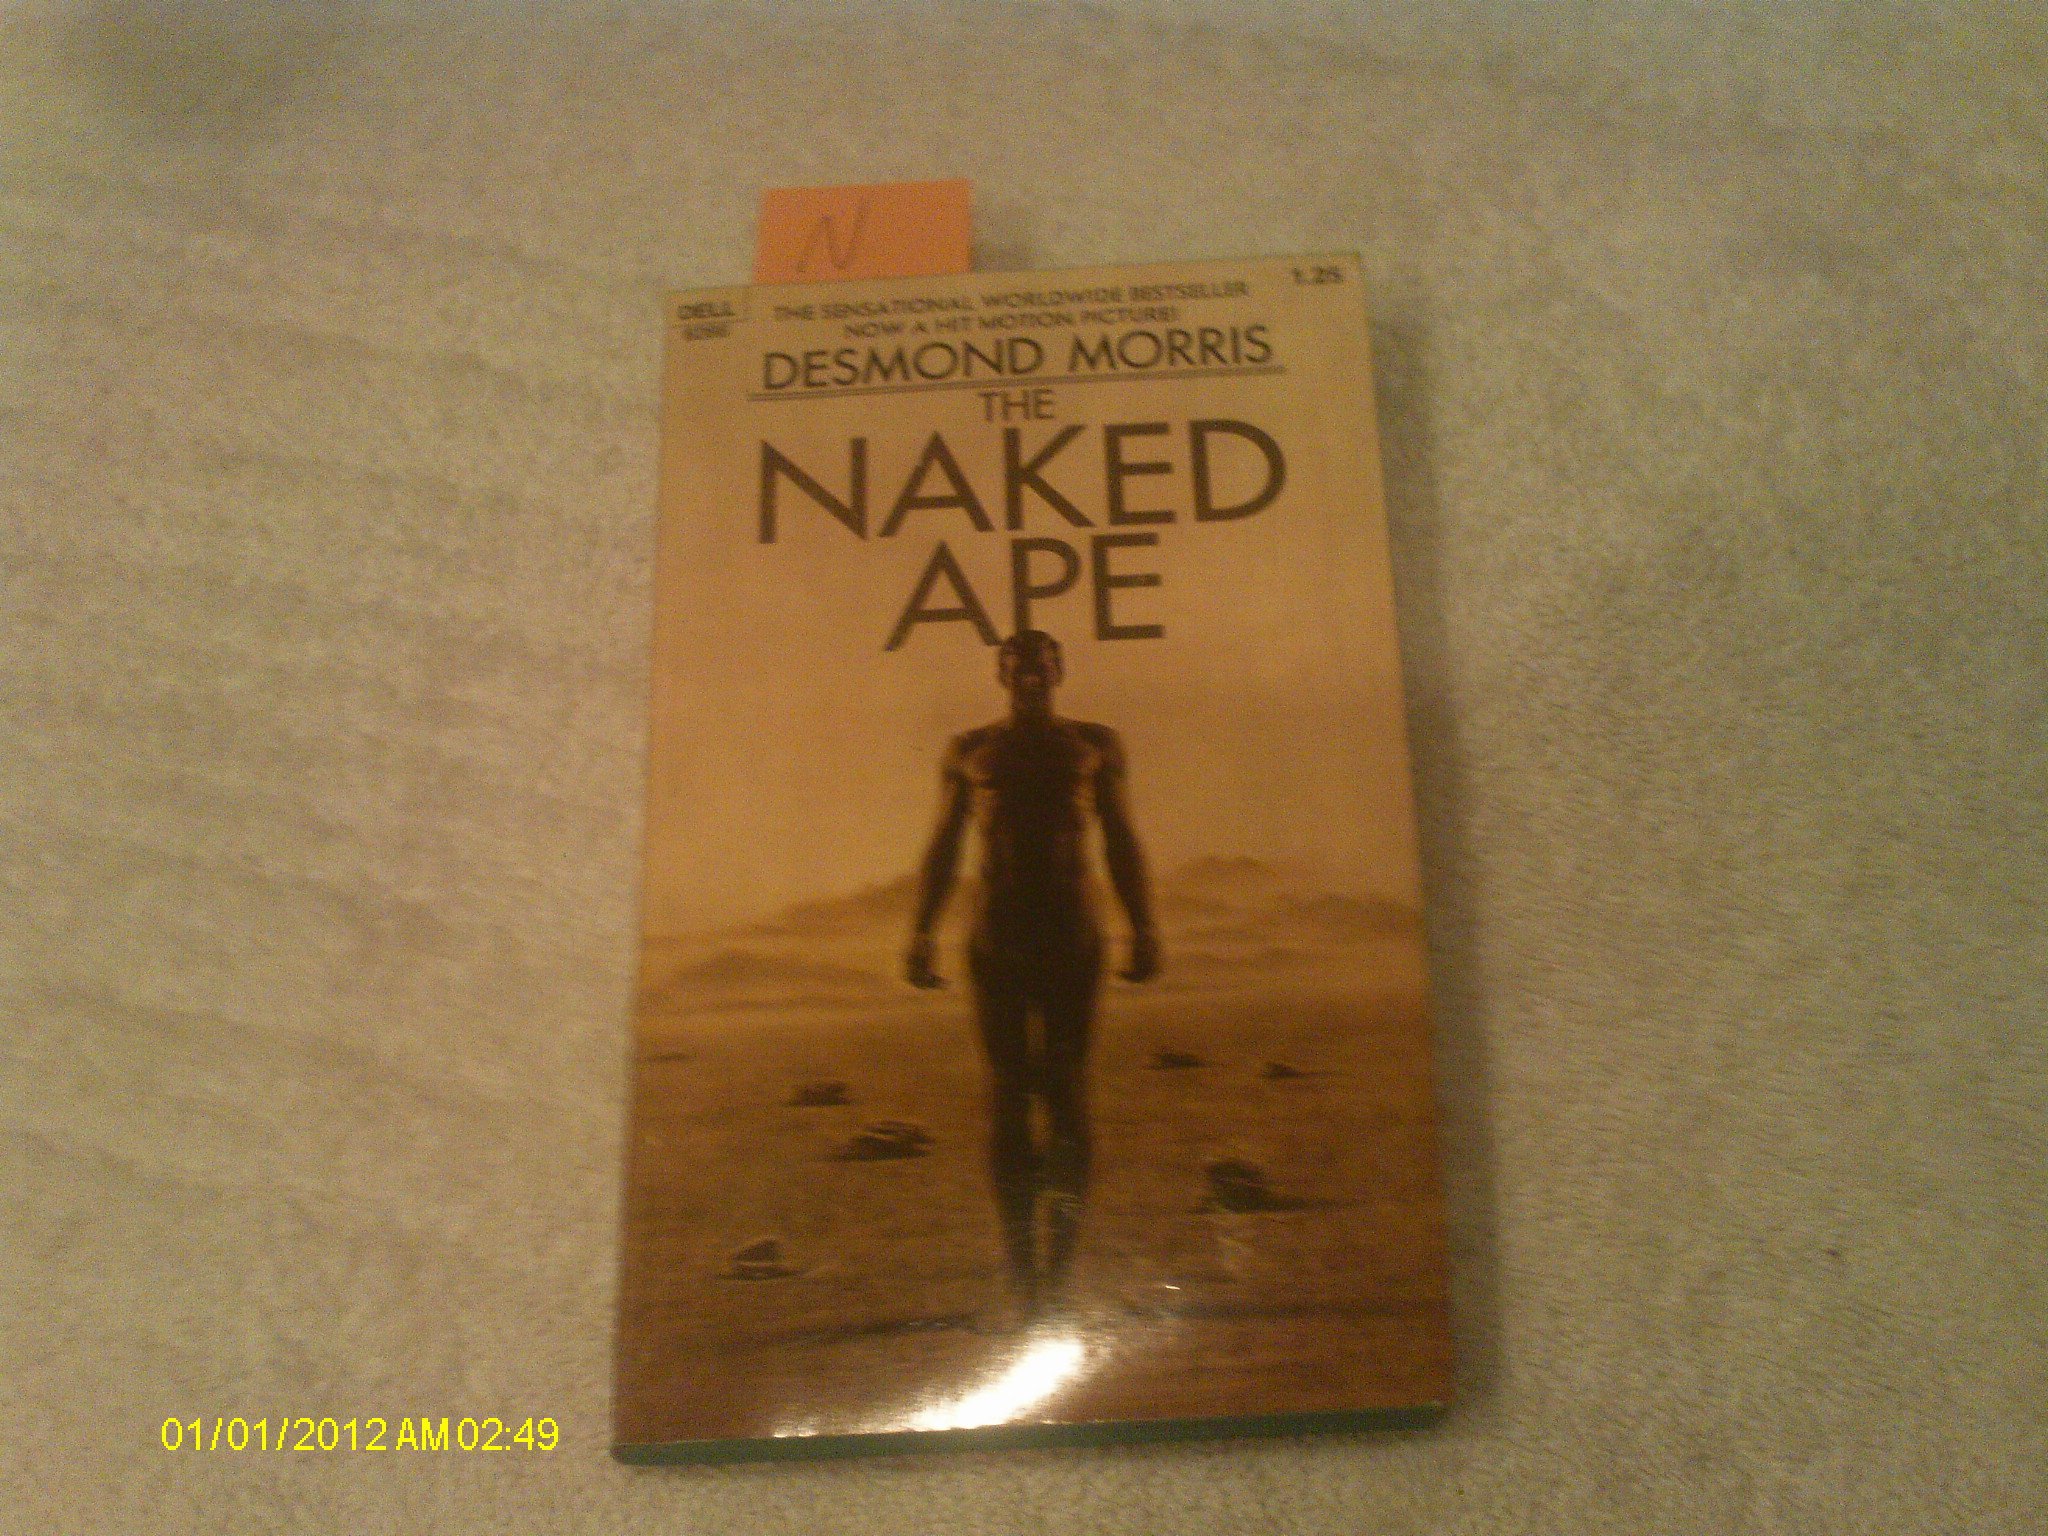 N
DELL
THE SENSATIONAL WORLDWIDE BESTSELLER
1.25
NOW A HIT MOTION PICTURE!
DESMOND MORRIS
THE
NAKED
APE
01/01/2012 AM 02:49